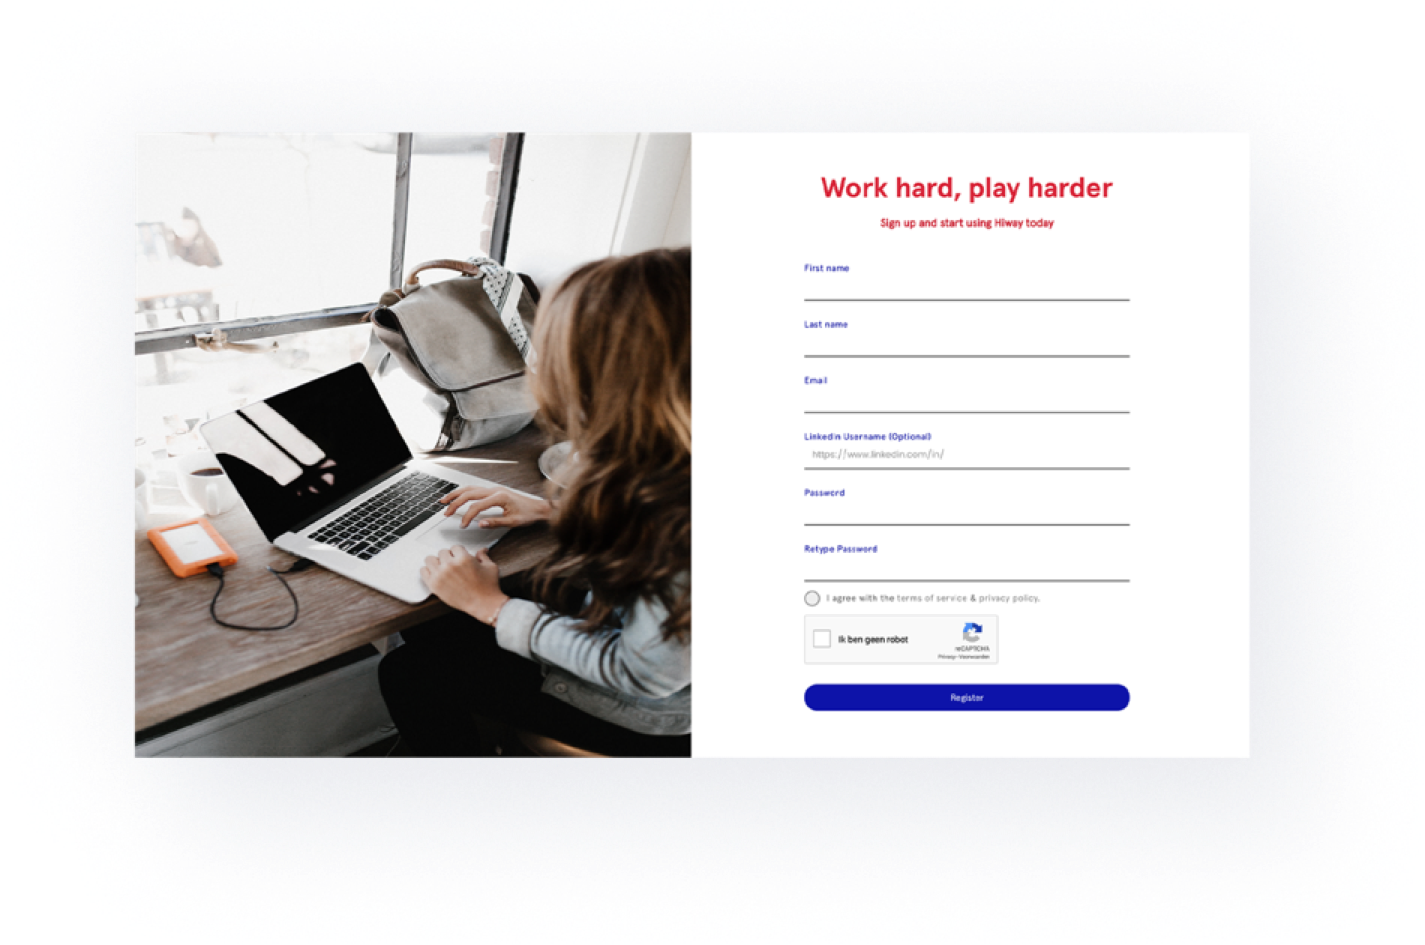 Work hard, play harder
Sign up and start using Hiway today
First name
Last name
Email
Linkedin Username (Optional)
https://www.linkedin.com/in/
Password
Retype Password
I agree with the terms of service & privacy policy.
Ik ben geen robot
reCAPTCHA
Privacy - Voorwaarden
Register